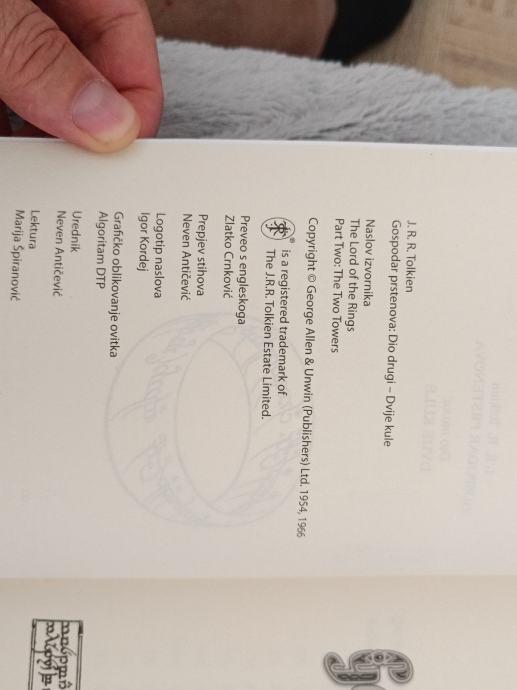 J. R. R. Tolkien
Gospodar prstenova: Dio drugi – Dvije kule
Naslov izvornika
The Lord of the Rings
Part Two: The Two Towers
Copyright © George Allen & Unwin (Publishers) Ltd. 1954, 1966
® is a registered trademark of
The J.R.R. Tolkien Estate Limited.
Preveo s engleskoga
Zlatko Crnković
Prepjev stihova
Neven Antićević
Logotip naslova
Igor Kordej
Grafičko oblikovanje ovitka
Algoritam DTP
Urednik
Neven Antićević
Lektura
Marija Špiranović